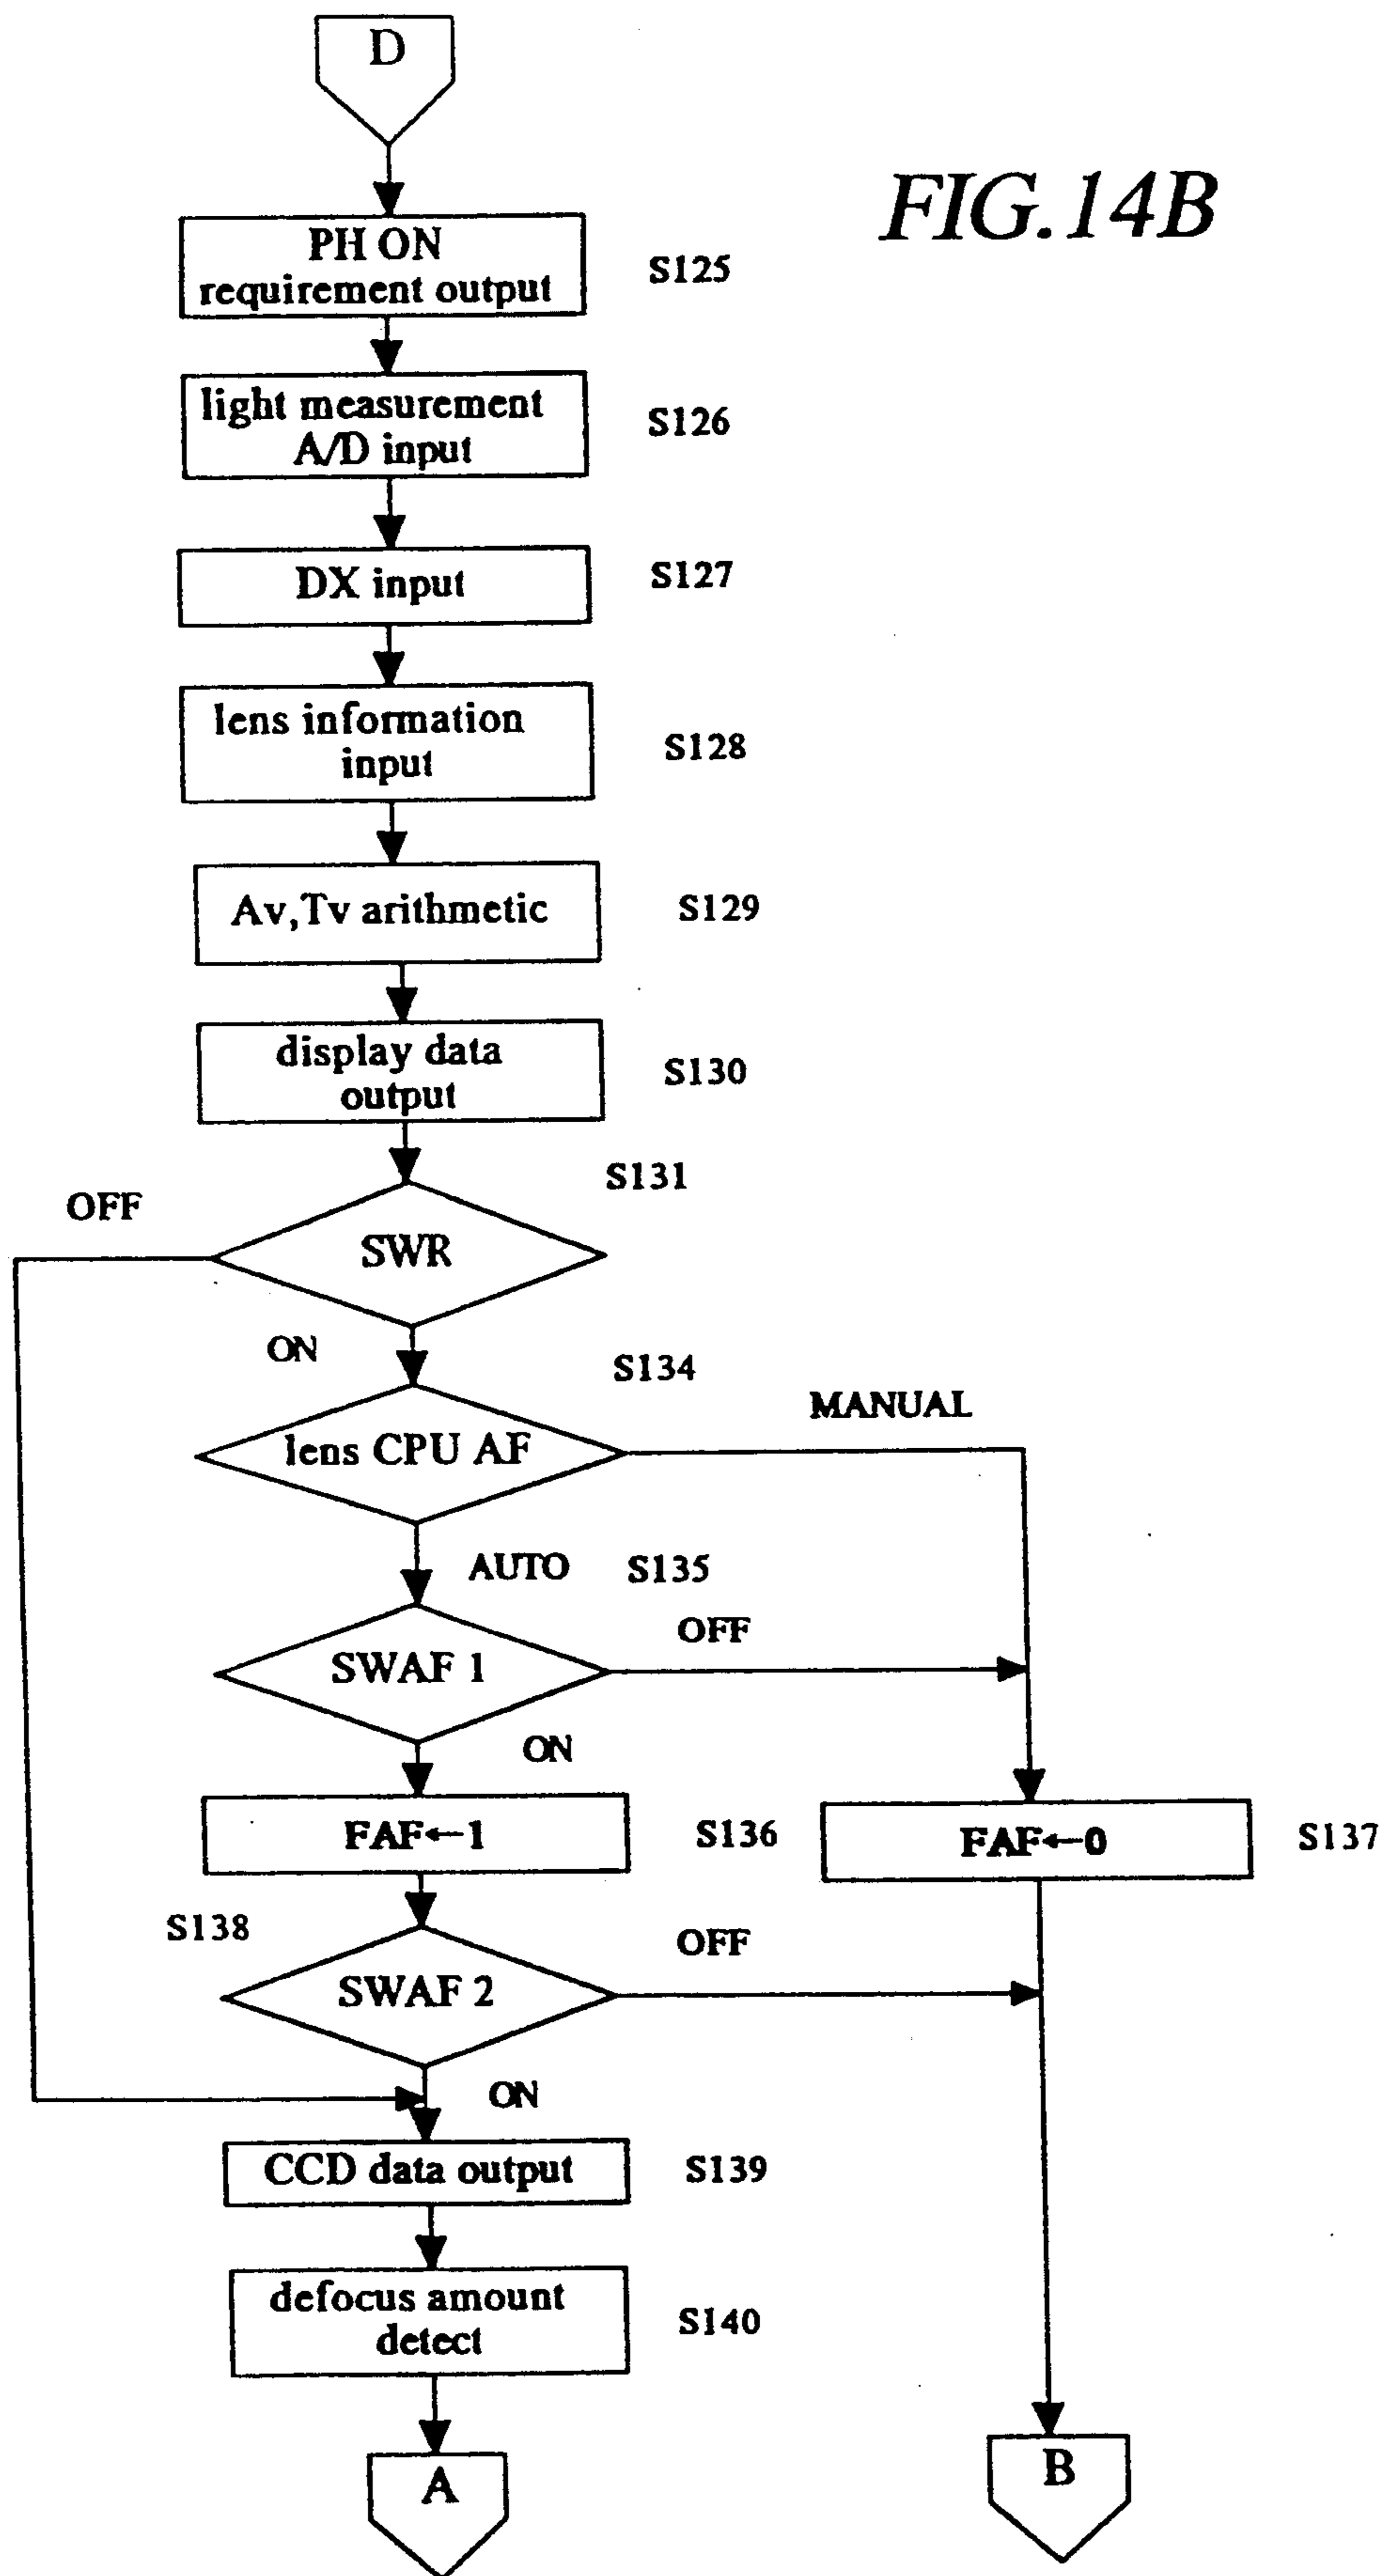 D
FIG.14B
PH ON
requirement output
S125
light measurement
A/D input
S126
DX input
S127
lens information
input
S128
Av,Tv arithmetic
S129
display data
output
S130
S131
OFF
SWR
ON
S134
MANUAL
lens CPU AF
AUTO
S135
OFF
SWAF 1
ON
FAF←1
S136
FAF←0
S137
S138
OFF
SWAF 2
ON
CCD data output
S139
defocus amount
detect
S140
A
B